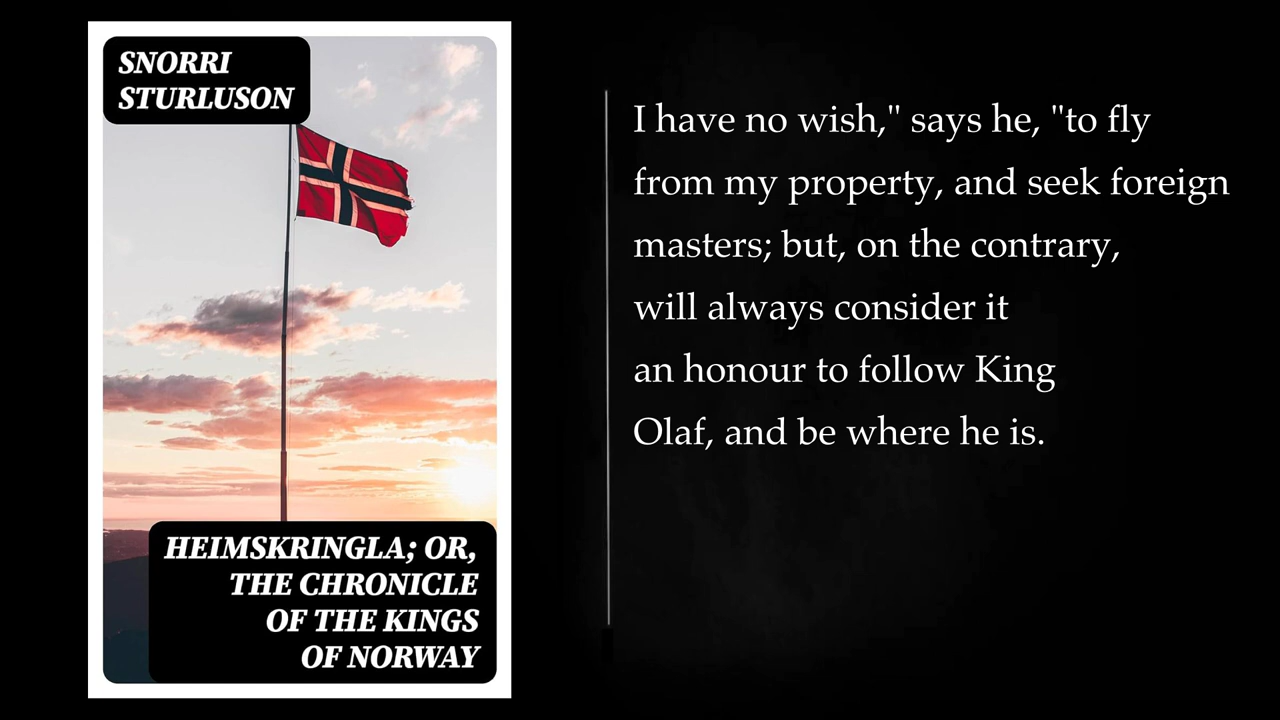 SNORRI
STURLUSON
HEIMSKRINGLA; OR,
THE CHRONICLE
OF THE KINGS
OF NORWAY
I have no wish," says he, "to fly
from my property, and seek foreign
masters; but, on the contrary,
will always consider it
an honour to follow King
Olaf, and be where he is.